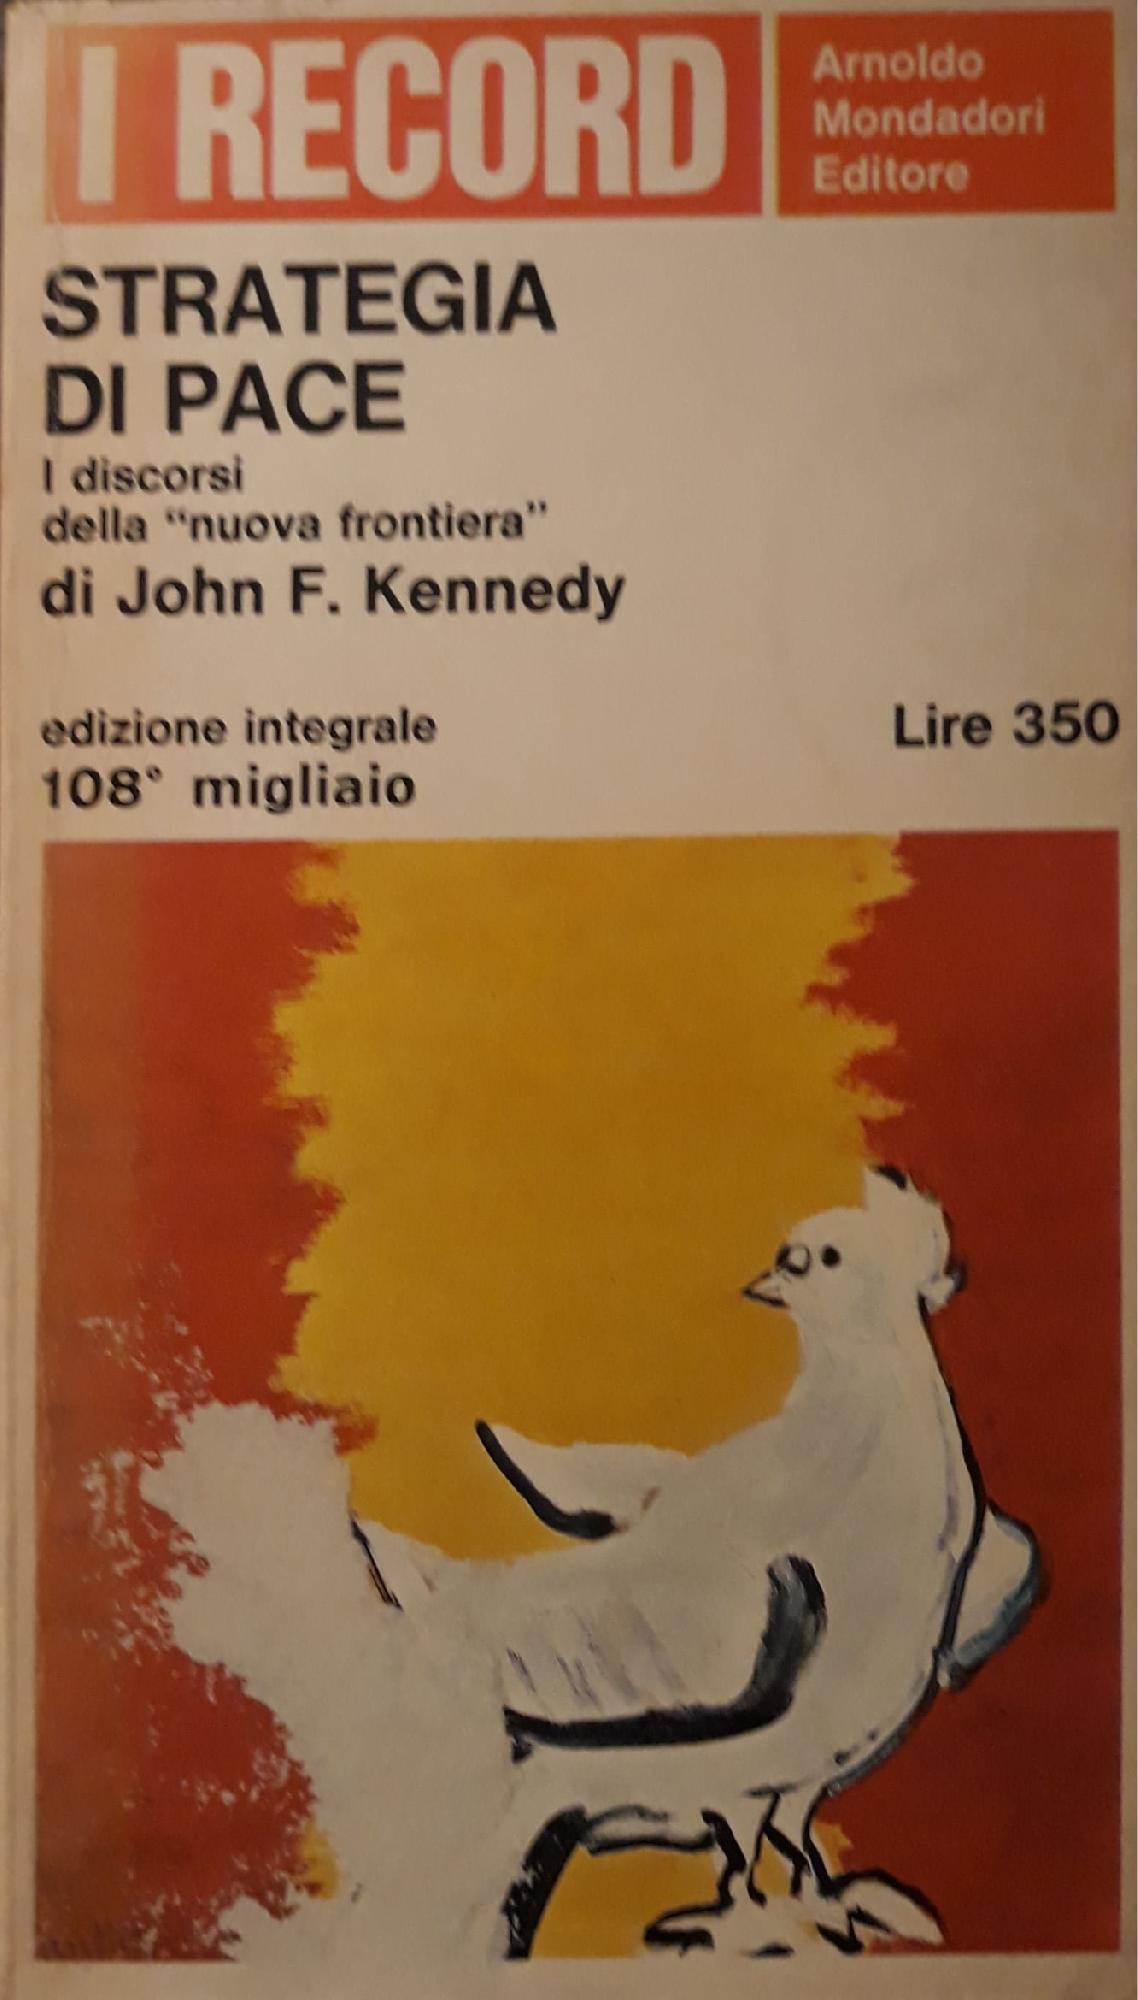 I RECORD
Arnoldo
Mondadori
Editore
STRATEGIA
DI PACE
I discorsi
della “nuova frontiera”
di John F. Kennedy
edizione integrale
Lire 350
108° migliaio